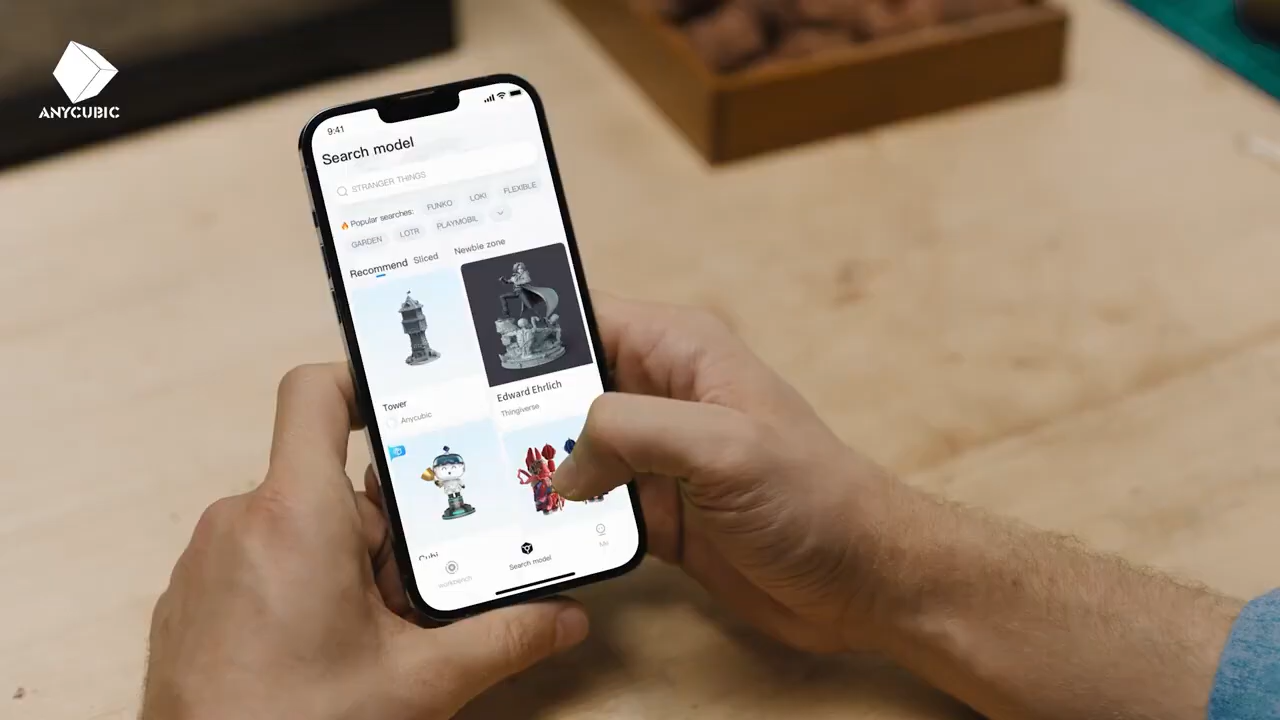 ANYCUBIC
9:41
Search model
STRANGER THINGS
Popular searches: FUNKO LOKI FLEXIBLE
GARDEN LOTR PLAYMOBIL
Recommend Sliced Newbie zone
Tower
Anycubic
Edward Ehrlich
Thingiverse
workbench
Search model
Me